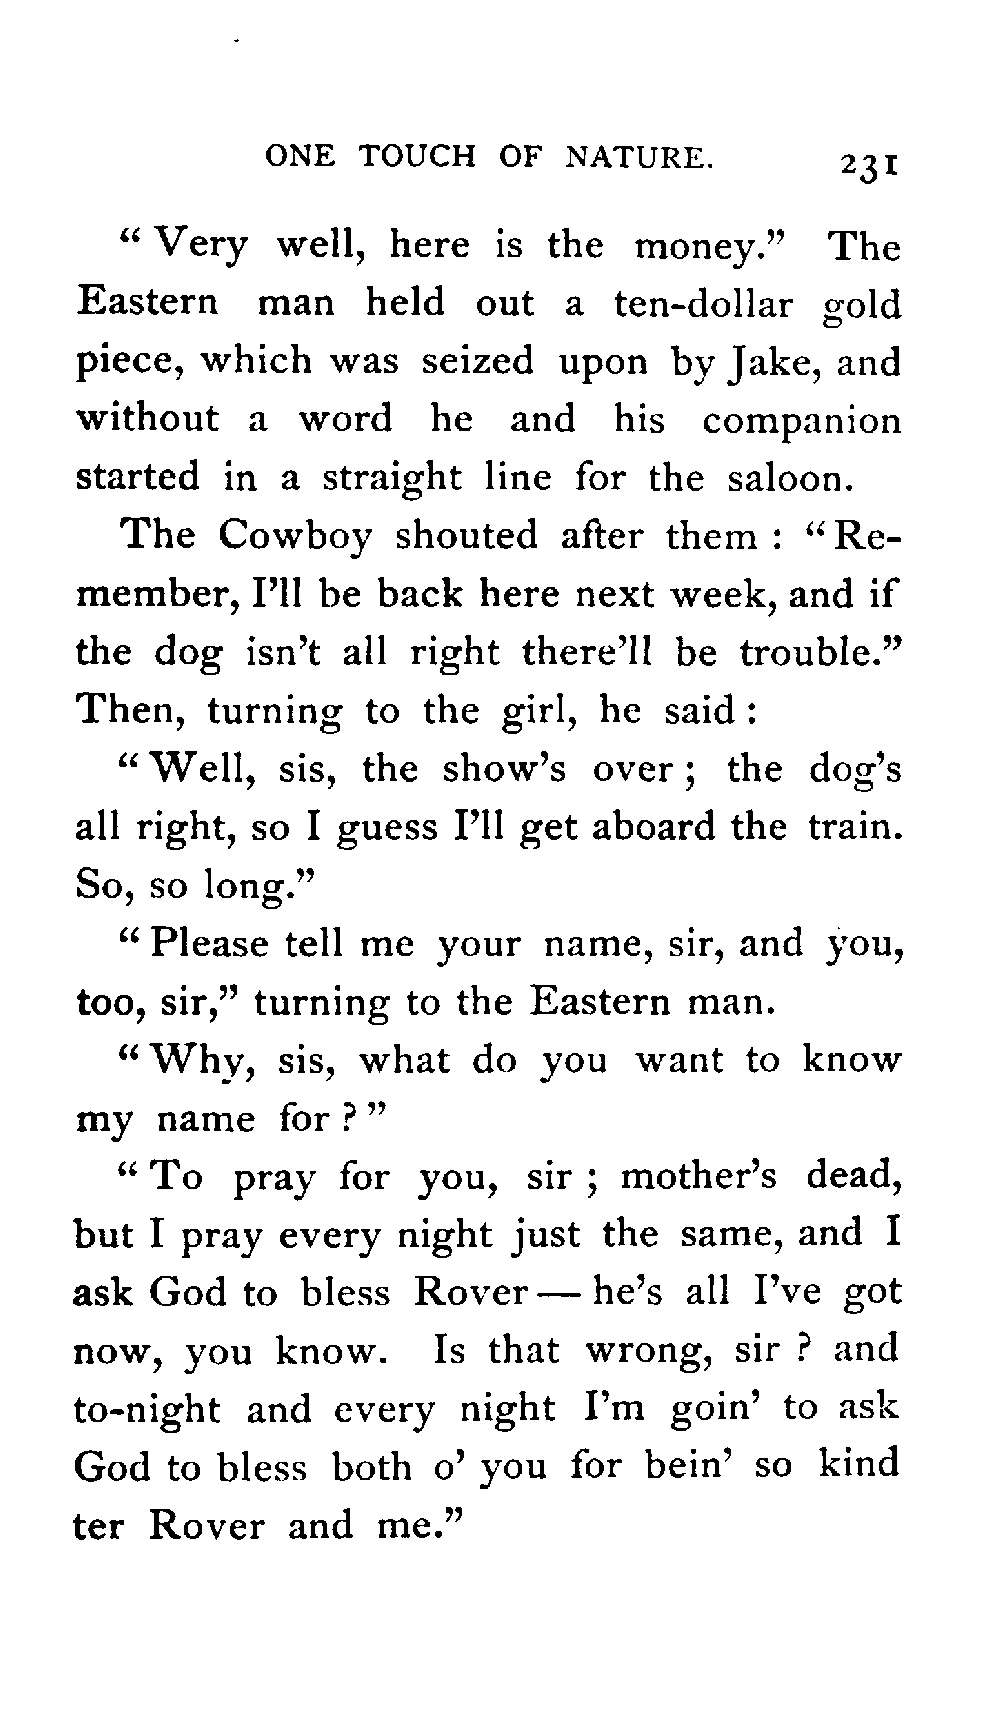 ONE TOUCH OF NATURE. 231
“ Very well, here is the money.” The
Eastern man held out a ten-dollar gold
piece, which was seized upon by Jake, and
without a word he and his companion
started in a straight line for the saloon.
The Cowboy shouted after them : “ Re-
member, I’ll be back here next week, and if
the dog isn’t all right there’ll be trouble.”
Then, turning to the girl, he said :
“ Well, sis, the show’s over ; the dog’s
all right, so I guess I’ll get aboard the train.
So, so long.”
“ Please tell me your name, sir, and you,
too, sir,” turning to the Eastern man.
“ Why, sis, what do you want to know
my name for ? ”
“ To pray for you, sir ; mother’s dead,
but I pray every night just the same, and I
ask God to bless Rover — he’s all I’ve got
now, you know. Is that wrong, sir ? and
to-night and every night I’m goin’ to ask
God to bless both o’ you for bein’ so kind
ter Rover and me.”